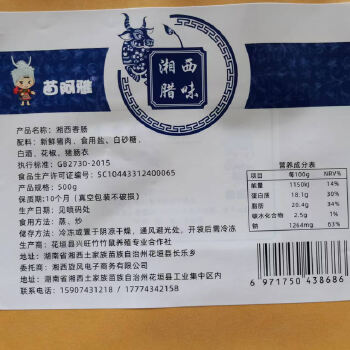 苗阿雅
湘西
腊味
产品名称：湘西香肠
配料：新鲜猪肉、食用盐、白砂糖、
白酒、花椒、猪肠衣
GB2730-2015
食品生产许可证编号：SC10443312400065
产品规格：500g
保质期：10个月（真空包装不破损）
生产日期：见喷码处
食用方法：蒸、炒
储存方法：冷冻或置于阴凉干燥，通风避光处，开袋后需冷冻
生产商：花垣县兴旺竹竹鼠养殖专业合作社
地址：湖南省湘西土家族苗族自治州花垣县长乐乡
委托商：湘西旋风电子商务有限公司
地址：湖南省湘西土家族苗族自治州花垣县工业集中区内
联系电话：15907431218 / 17774342158
营养成分表
项目 每100g NRV%
能量 1150kJ 14%
蛋白质 18.1g 30%
脂肪 20.4g 34%
碳水化合物 2.5g 1%
钠 1264mg 63%
6 971750 438686